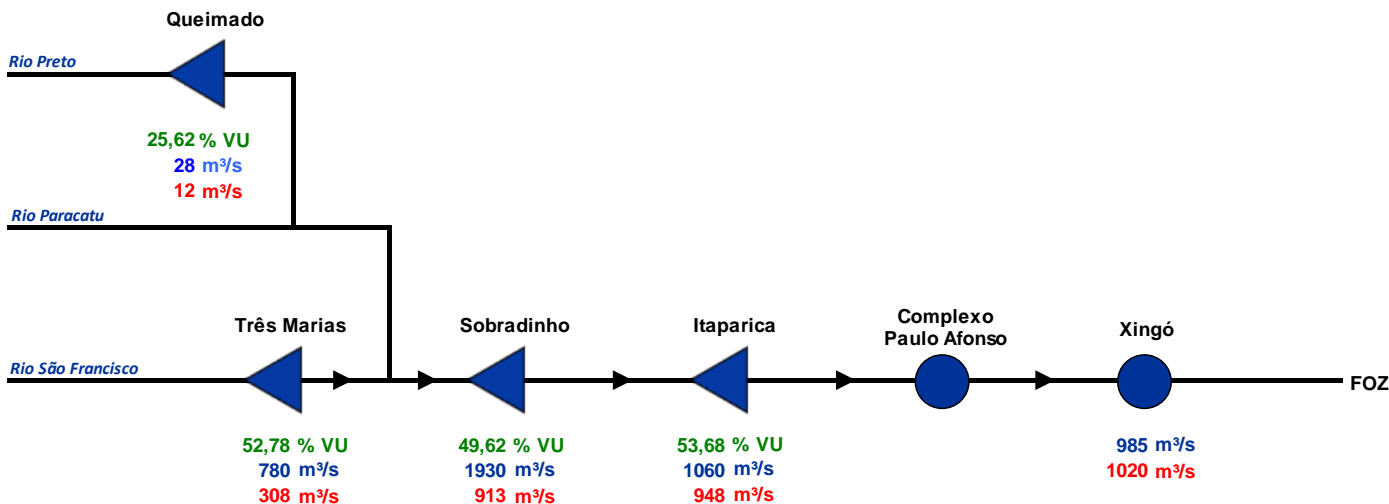 Queimado
Rio Preto
25,62 % VU
28 m³/s
12 m³/s
Rio Paracatu
Três Marias
Sobradinho
Itaparica
Complexo
Paulo Afonso
Xingó
Rio São Francisco
FOZ
52,78 % VU
780 m³/s
308 m³/s
49,62 % VU
1930 m³/s
913 m³/s
53,68 % VU
1060 m³/s
948 m³/s
985 m³/s
1020 m³/s